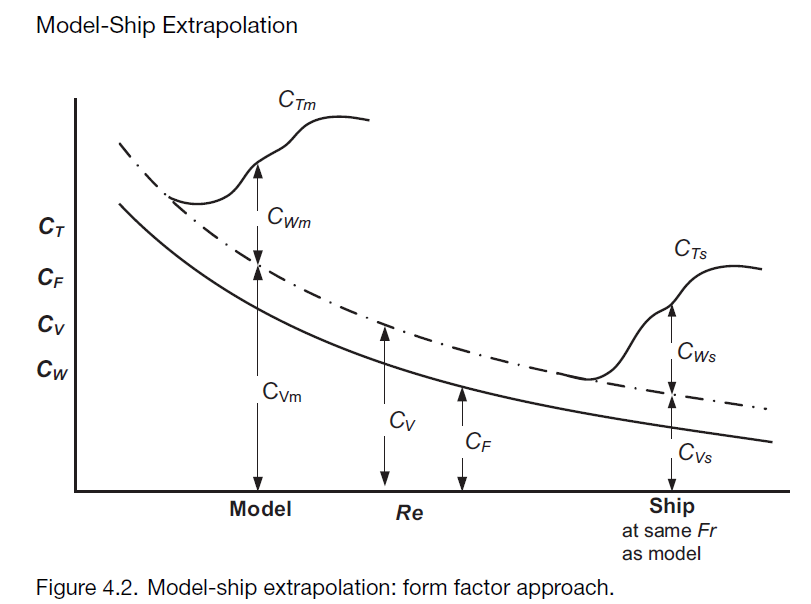 Model-Ship Extrapolation
CTm
CWm
CT
CF
CV
CW
CTs
CWs
CVm
CV
CF
CVs
Model
Re
Ship
at same Fr
as model
Figure 4.2. Model-ship extrapolation: form factor approach.